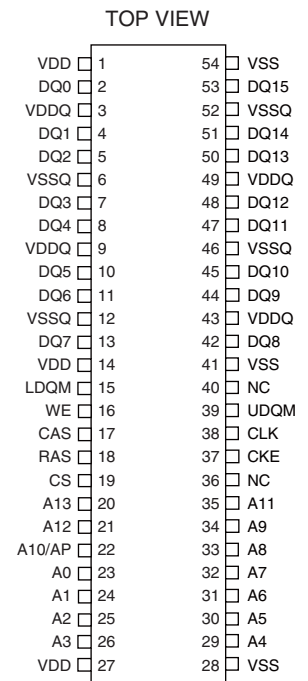 TOP VIEW
VDD 1 54 VSS
DQ0 2 53 DQ15
VDDQ 3 52 VSSQ
DQ1 4 51 DQ14
DQ2 5 50 DQ13
VSSQ 6 49 VDDQ
DQ3 7 48 DQ12
DQ4 8 47 DQ11
VDDQ 9 46 VSSQ
DQ5 10 45 DQ10
DQ6 11 44 DQ9
VSSQ 12 43 VDDQ
DQ7 13 42 DQ8
VDD 14 41 VSS
LDQM 15 40 NC
WE 16 39 UDQM
CAS 17 38 CLK
RAS 18 37 CKE
CS 19 36 NC
A13 20 35 A11
A12 21 34 A9
A10/AP 22 33 A8
A0 23 32 A7
A1 24 31 A6
A2 25 30 A5
A3 26 29 A4
VDD 27 28 VSS